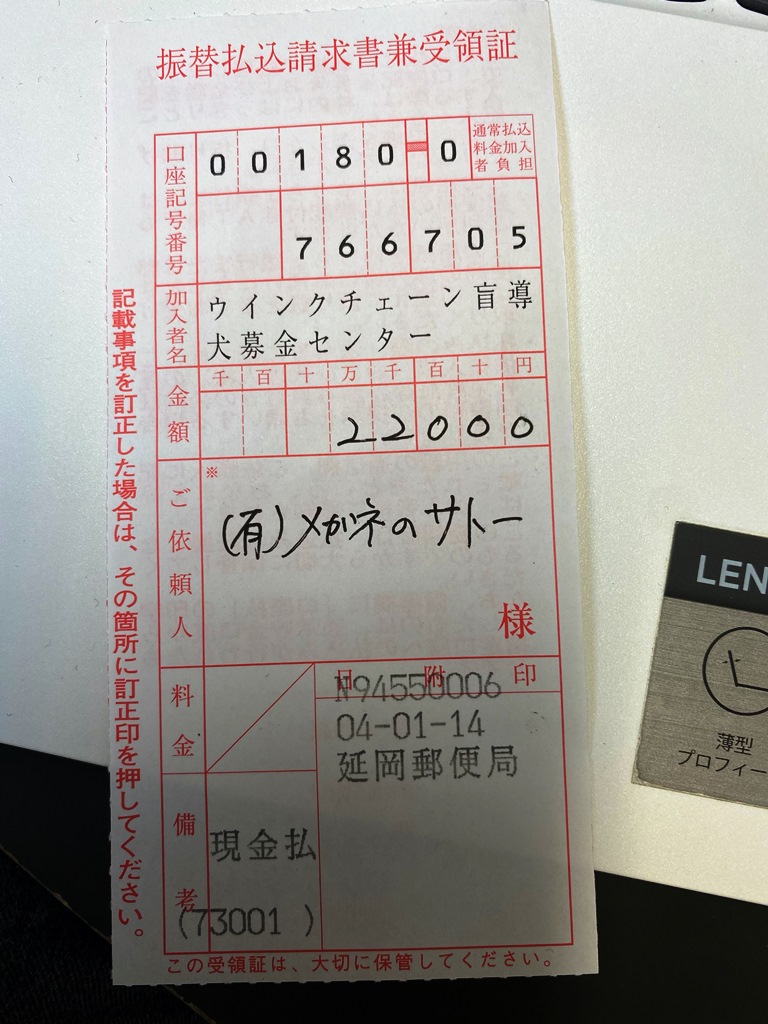 振替払込請求書兼受領証
口座記号番号
00180-0
通常払込
料金加入
者負担
766705
加入者名
ウインクチェーン盲導
犬募金センター
金額
千百十万千百十円
22000
ご依頼人
※
(有)メガネのサトー
様
料金
日附印
N94550006
04-01-14
延岡郵便局
備考
現金払
(73001 )
記載事項を訂正した場合は、その箇所に訂正印を押してください。
この受領証は、大切に保管してください。
LEN
薄型
プロフィー